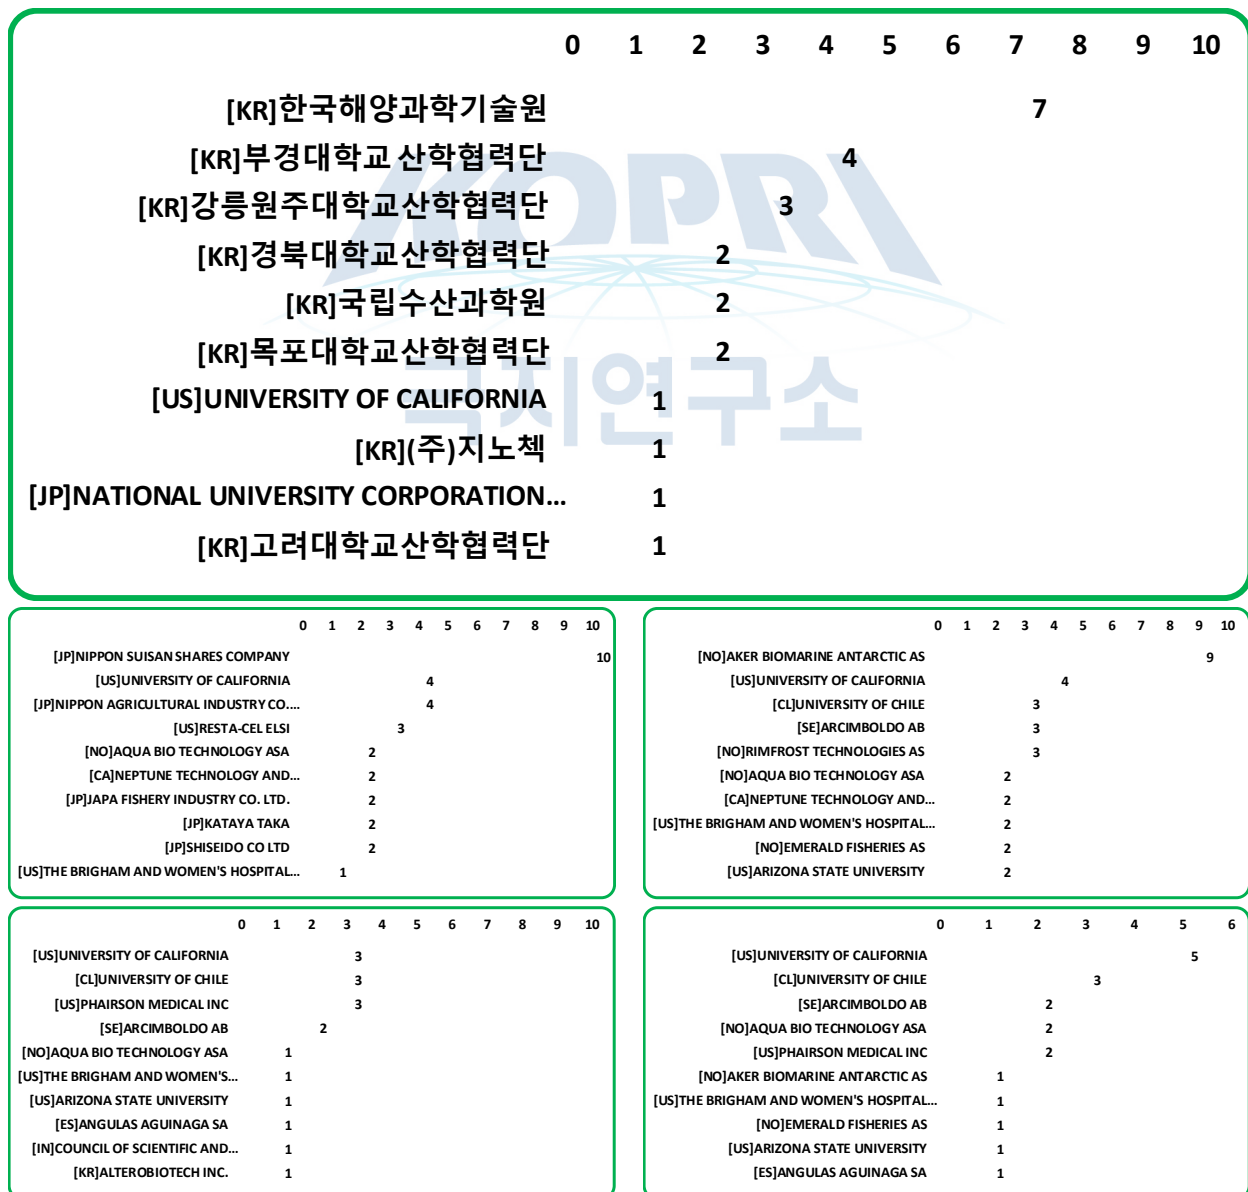 0 1 2 3 4 5 6 7 8 9 10
[KR]한국해양과학기술원 7
[KR]부경대학교 산학협력단 4
[KR]강릉원주대학교산학협력단 3
[KR]경북대학교산학협력단 2
[KR]국립수산과학원 2
[KR]목포대학교산학협력단 2
[US]UNIVERSITY OF CALIFORNIA 1
[KR](주)지노첵 1
[JP]NATIONAL UNIVERSITY CORPORATION... 1
[KR]고려대학교산학협력단 1
KOPRI
극지연구소
0 1 2 3 4 5 6 7 8 9 10
[JP]NIPPON SUISAN SHARES COMPANY 10
[US]UNIVERSITY OF CALIFORNIA 4
[JP]NIPPON AGRICULTURAL INDUSTRY CO.... 4
[US]RESTA-CEL ELSI 3
[NO]AQUA BIO TECHNOLOGY ASA 2
[CA]NEPTUNE TECHNOLOGY AND... 2
[JP]JAPA FISHERY INDUSTRY CO. LTD. 2
[JP]KATAYA TAKA 2
[JP]SHISEIDO CO LTD 2
[US]THE BRIGHAM AND WOMEN'S HOSPITAL... 1
0 1 2 3 4 5 6 7 8 9 10
[NO]AKER BIOMARINE ANTARCTIC AS 9
[US]UNIVERSITY OF CALIFORNIA 4
[CL]UNIVERSITY OF CHILE 3
[SE]ARCIMBOLDO AB 3
[NO]RIMFROST TECHNOLOGIES AS 3
[NO]AQUA BIO TECHNOLOGY ASA 2
[CA]NEPTUNE TECHNOLOGY AND... 2
[US]THE BRIGHAM AND WOMEN'S HOSPITAL... 2
[NO]EMERALD FISHERIES AS 2
[US]ARIZONA STATE UNIVERSITY 2
0 1 2 3 4 5 6 7 8 9 10
[US]UNIVERSITY OF CALIFORNIA 3
[CL]UNIVERSITY OF CHILE 3
[US]PHAIRSON MEDICAL INC 3
[SE]ARCIMBOLDO AB 2
[NO]AQUA BIO TECHNOLOGY ASA 1
[US]THE BRIGHAM AND WOMEN'S... 1
[US]ARIZONA STATE UNIVERSITY 1
[ES]ANGULAS AGUINAGA SA 1
[IN]COUNCIL OF SCIENTIFIC AND... 1
[KR]ALTEROBIOTECH INC. 1
0 1 2 3 4 5 6
[US]UNIVERSITY OF CALIFORNIA 5
[CL]UNIVERSITY OF CHILE 3
[SE]ARCIMBOLDO AB 2
[NO]AQUA BIO TECHNOLOGY ASA 2
[US]PHAIRSON MEDICAL INC 2
[NO]AKER BIOMARINE ANTARCTIC AS 1
[US]THE BRIGHAM AND WOMEN'S HOSPITAL... 1
[NO]EMERALD FISHERIES AS 1
[US]ARIZONA STATE UNIVERSITY 1
[ES]ANGULAS AGUINAGA SA 1